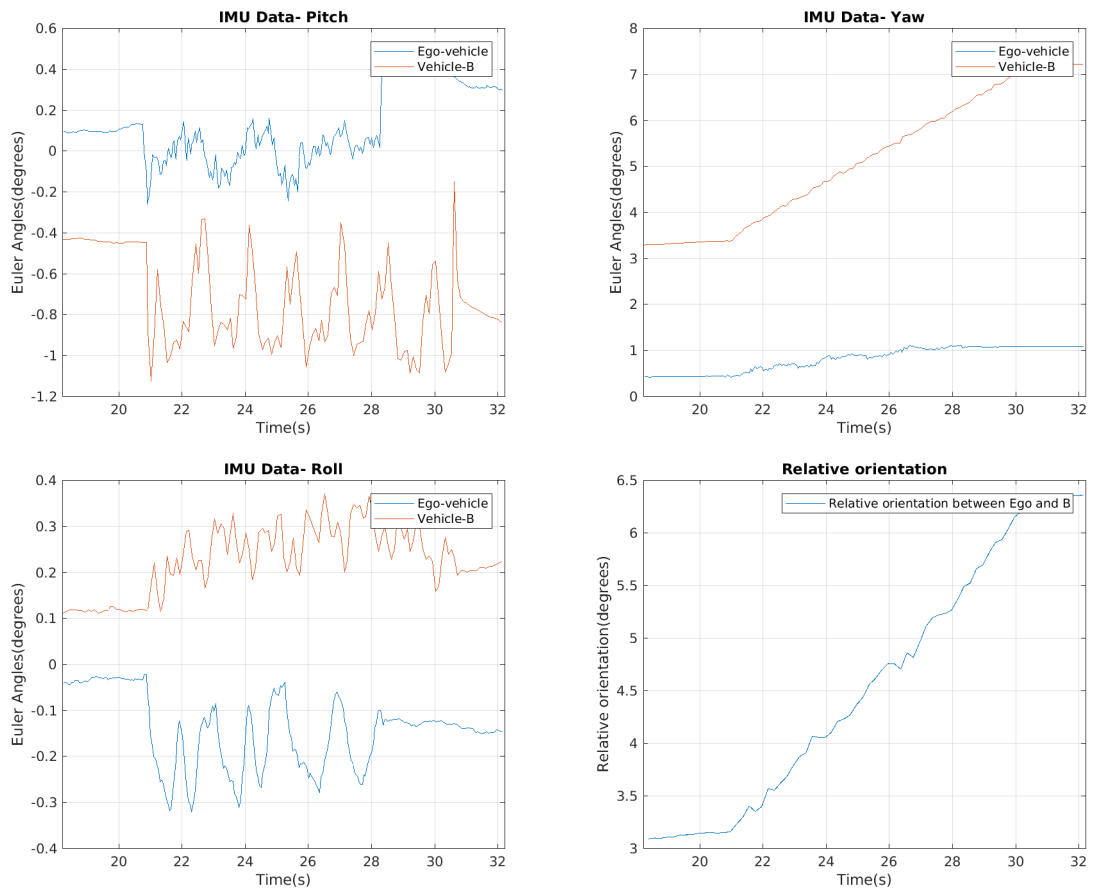 IMU Data- Pitch
0.6
0.4
0.2
0
-0.2
-0.4
-0.6
-0.8
-1
-1.2
Euler Angles(degrees)
20 22 24 26 28 30 32
Time(s)
Ego-vehicle
Vehicle-B
IMU Data- Yaw
8
7
6
5
4
3
2
1
0
Euler Angles(degrees)
20 22 24 26 28 30 32
Time(s)
Ego-vehicle
Vehicle-B
IMU Data- Roll
0.4
0.3
0.2
0.1
0
-0.1
-0.2
-0.3
-0.4
Euler Angles(degrees)
20 22 24 26 28 30 32
Time(s)
Ego-vehicle
Vehicle-B
Relative orientation
6.5
6
5.5
5
4.5
4
3.5
3
Relative orientation(degrees)
20 22 24 26 28 30 32
Time(s)
Relative orientation between Ego and B